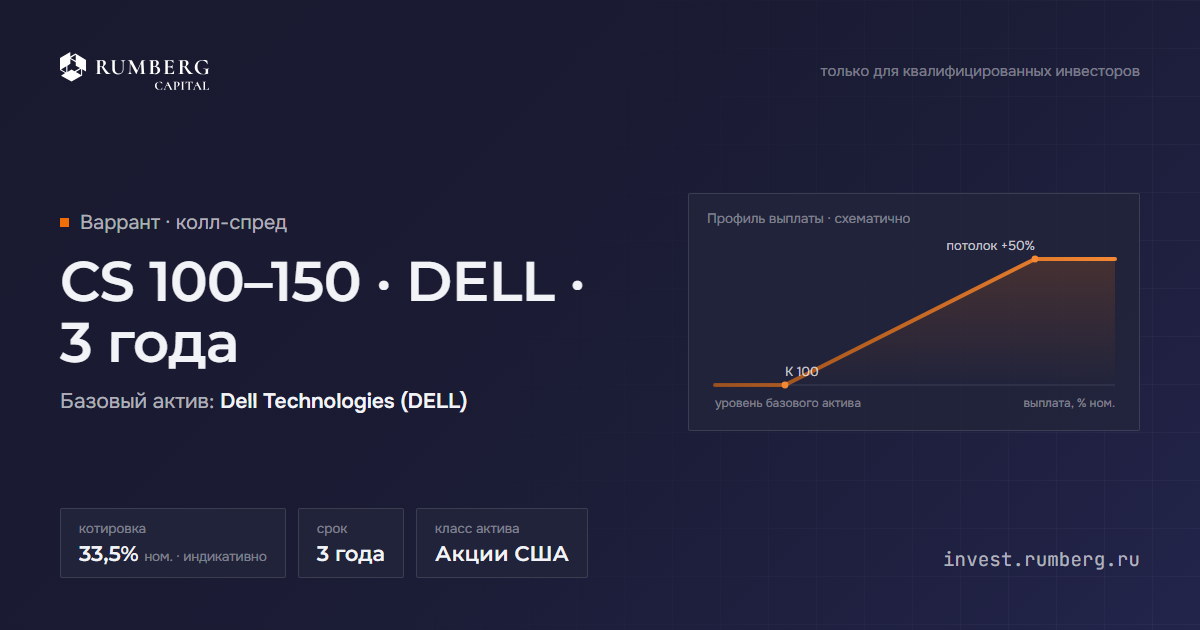 RUMBERG
CAPITAL
только для квалифицированных инвесторов
Варрант · колл-спред
CS 100–150 · DELL ·
3 года
Базовый актив: Dell Technologies (DELL)
Профиль выплаты · схематично
потолок +50%
К 100
уровень базового актива
выплата, % ном.
котировка
33,5% ном. · индикативно
срок
3 года
класс актива
Акции США
invest.rumberg.ru